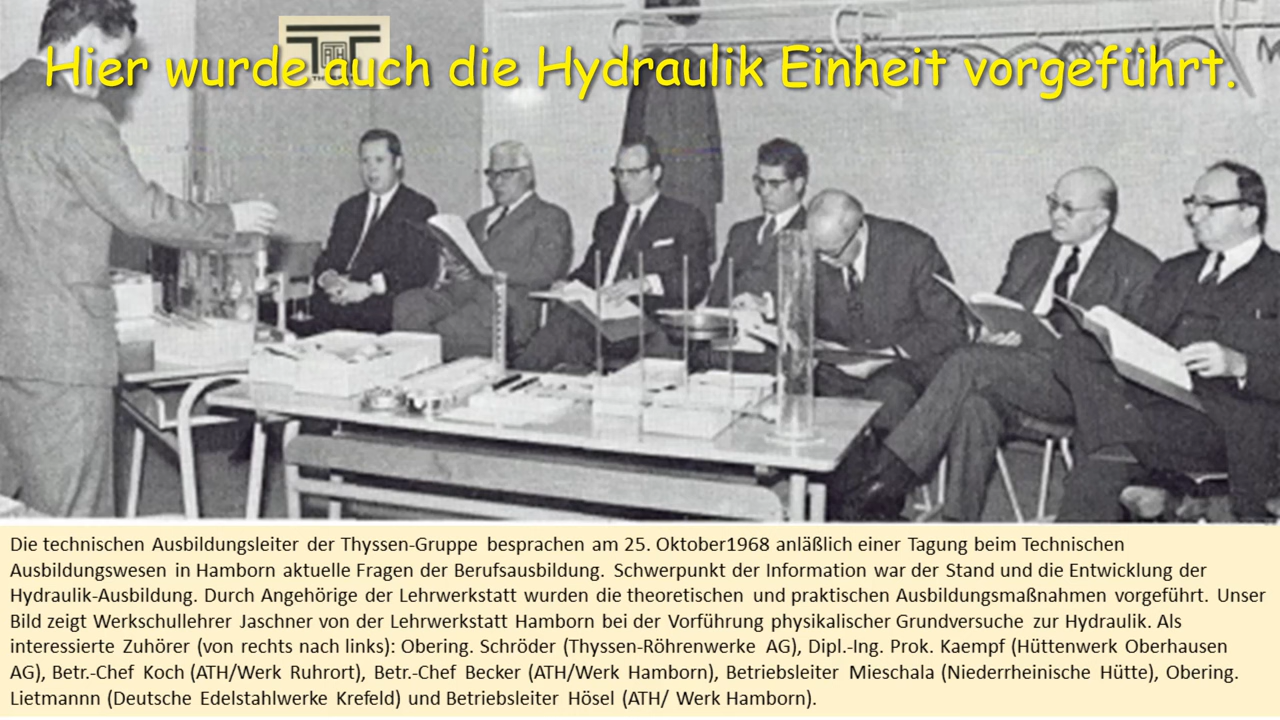 Hier wurde auch die Hydraulik Einheit vorgeführt.
ATH
Die technischen Ausbildungsleiter der Thyssen-Gruppe besprachen am 25. Oktober1968 anläßlich einer Tagung beim Technischen
Ausbildungswesen in Hamborn aktuelle Fragen der Berufsausbildung. Schwerpunkt der Information war der Stand und die Entwicklung der
Hydraulik-Ausbildung. Durch Angehörige der Lehrwerkstatt wurden die theoretischen und praktischen Ausbildungsmaßnahmen vorgeführt. Unser
Bild zeigt Werkschullehrer Jaschner von der Lehrwerkstatt Hamborn bei der Vorführung physikalischer Grundversuche zur Hydraulik. Als
interessierte Zuhörer (von rechts nach links): Obering. Schröder (Thyssen-Röhrenwerke AG), Dipl.-Ing. Prok. Kaempf (Hüttenwerk Oberhausen
AG), Betr.-Chef Koch (ATH/Werk Ruhrort), Betr.-Chef Becker (ATH/Werk Hamborn), Betriebsleiter Mieschala (Niederrheinische Hütte), Obering.
Lietmannn (Deutsche Edelstahlwerke Krefeld) und Betriebsleiter Hösel (ATH/ Werk Hamborn).